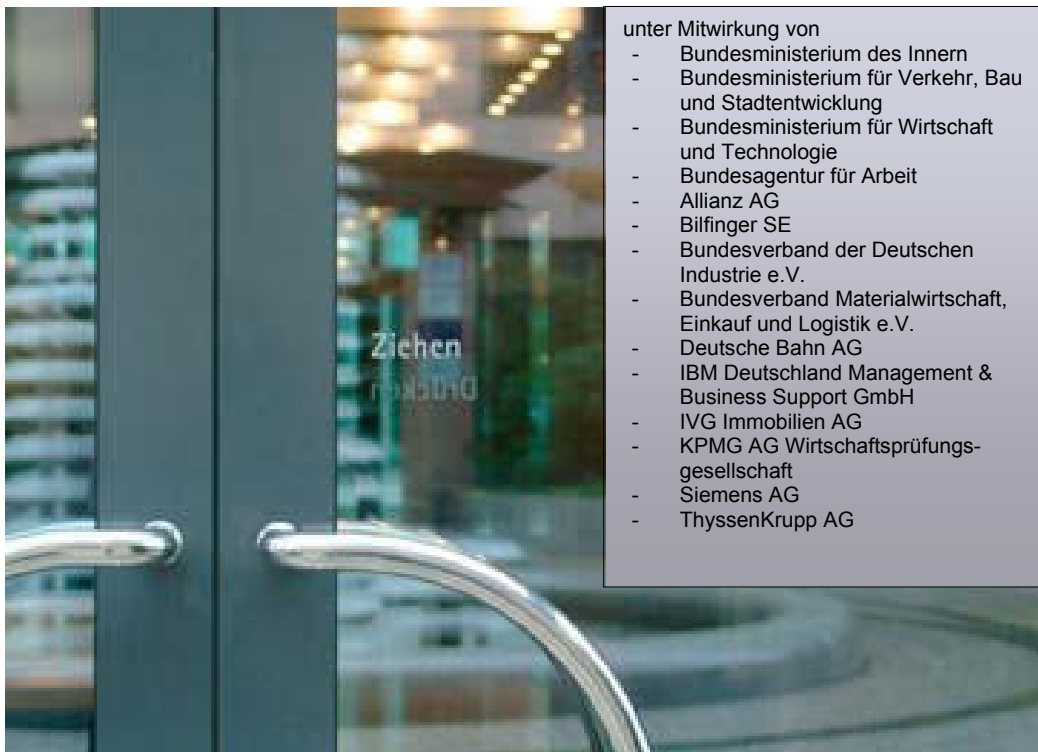 unter Mitwirkung von
- Bundesministerium des Innern
- Bundesministerium für Verkehr, Bau
und Stadtentwicklung
- Bundesministerium für Wirtschaft
und Technologie
- Bundesagentur für Arbeit
- Allianz AG
- Bilfinger SE
- Bundesverband der Deutschen
Industrie e.V.
- Bundesverband Materialwirtschaft,
Einkauf und Logistik e.V.
- Deutsche Bahn AG
- IBM Deutschland Management &
Business Support GmbH
- IVG Immobilien AG
- KPMG AG Wirtschaftsprüfungs-
gesellschaft
- Siemens AG
- ThyssenKrupp AG
Ziehen
Drücken